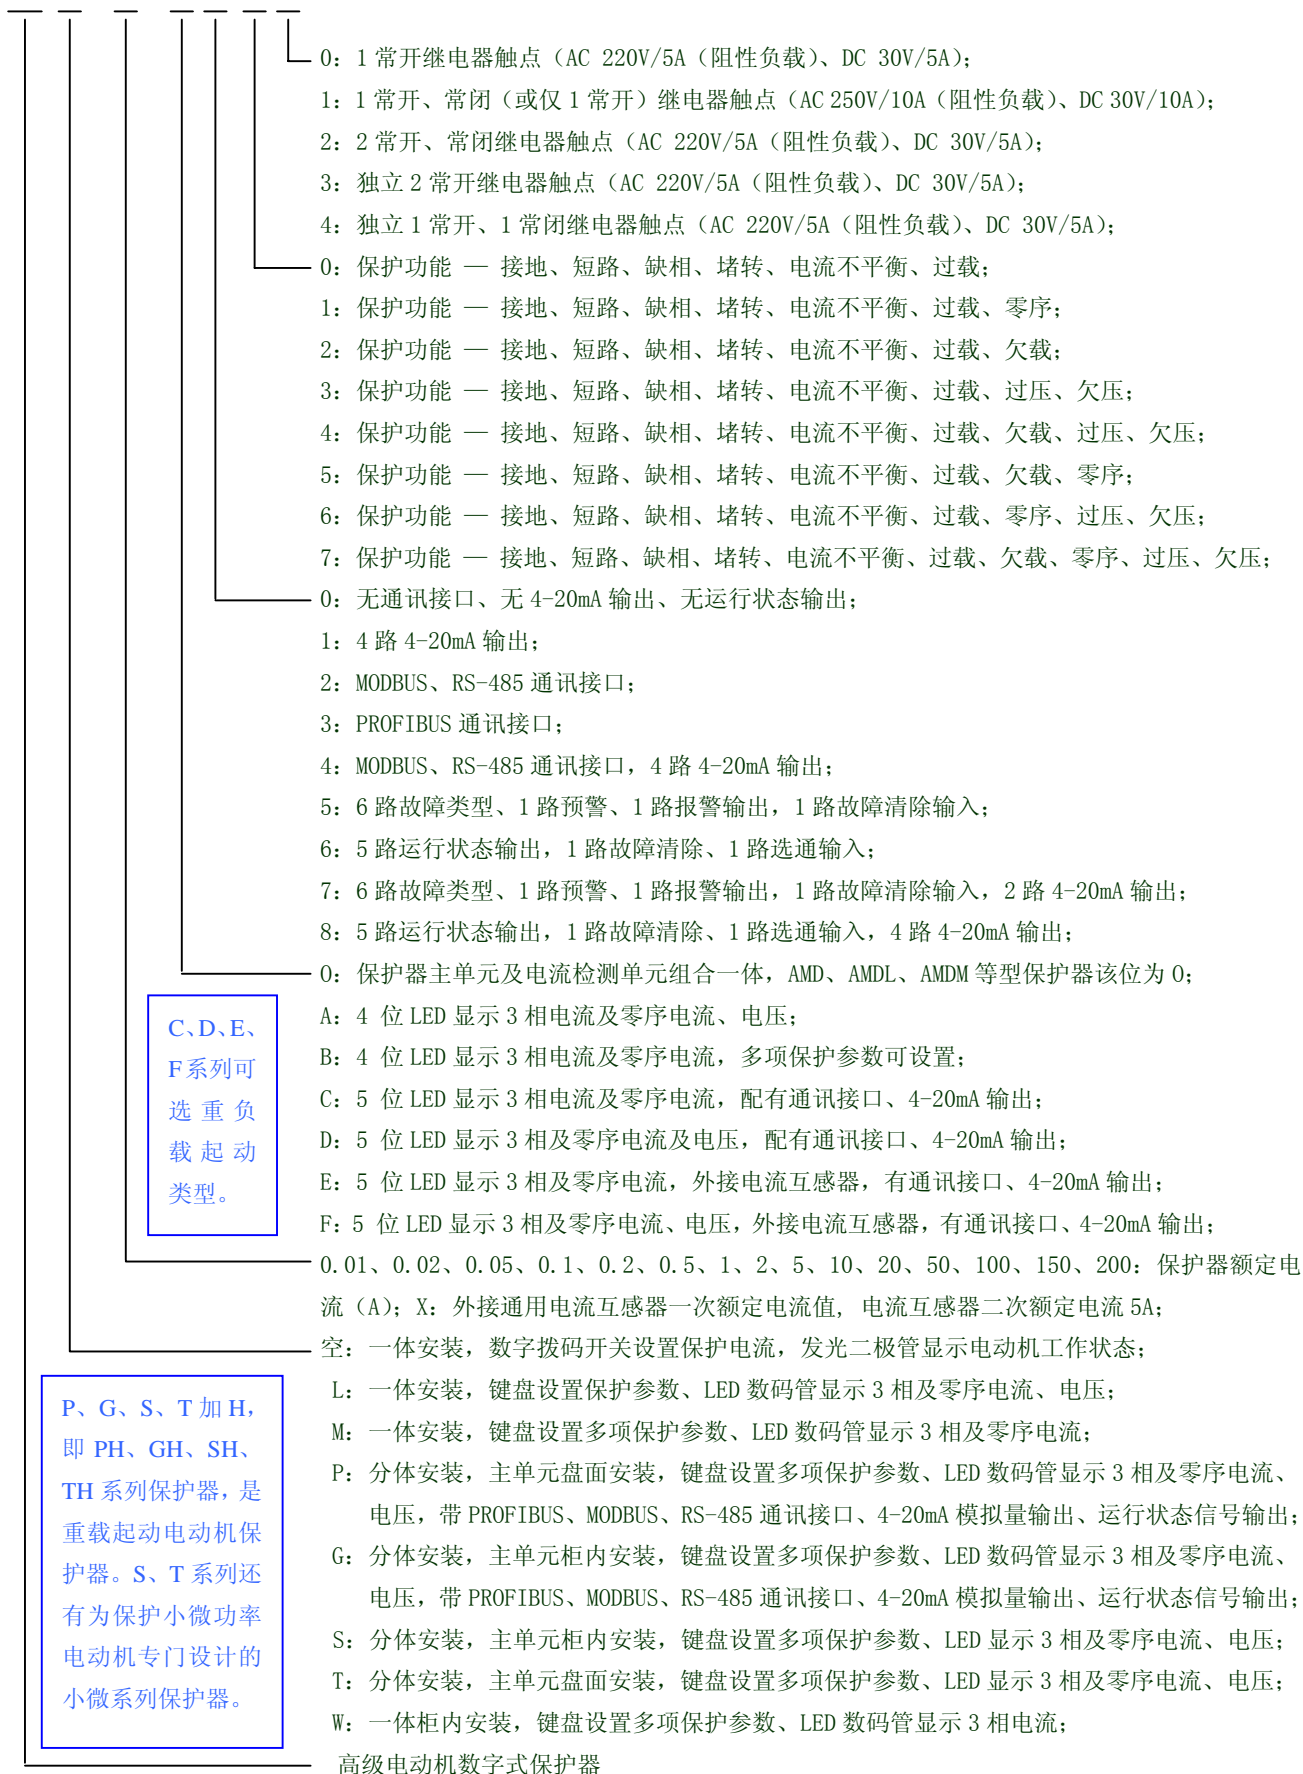 0：1 常开继电器触点（AC 220V/5A（阻性负载）、DC 30V/5A）；
1：1 常开、常闭（或仅 1 常开）继电器触点（AC 250V/10A（阻性负载）、DC 30V/10A）；
2：2 常开、常闭继电器触点（AC 220V/5A（阻性负载）、DC 30V/5A）；
3：独立 2 常开继电器触点（AC 220V/5A（阻性负载）、DC 30V/5A）；
4：独立 1 常开、1 常闭继电器触点（AC 220V/5A（阻性负载）、DC 30V/5A）；
0：保护功能 — 接地、短路、缺相、堵转、电流不平衡、过载；
1：保护功能 — 接地、短路、缺相、堵转、电流不平衡、过载、零序；
2：保护功能 — 接地、短路、缺相、堵转、电流不平衡、过载、欠载；
3：保护功能 — 接地、短路、缺相、堵转、电流不平衡、过载、过压、欠压；
4：保护功能 — 接地、短路、缺相、堵转、电流不平衡、过载、欠载、过压、欠压；
5：保护功能 — 接地、短路、缺相、堵转、电流不平衡、过载、欠载、零序；
6：保护功能 — 接地、短路、缺相、堵转、电流不平衡、过载、零序、过压、欠压；
7：保护功能 — 接地、短路、缺相、堵转、电流不平衡、过载、欠载、零序、过压、欠压；
0：无通讯接口、无 4-20mA 输出、无运行状态输出；
1：4 路 4-20mA 输出；
2：MODBUS、RS-485 通讯接口；
3：PROFIBUS 通讯接口；
4：MODBUS、RS-485 通讯接口，4 路 4-20mA 输出；
5：6 路故障类型、1 路预警、1 路报警输出，1 路故障清除输入；
6：5 路运行状态输出，1 路故障清除、1 路选通输入；
7：6 路故障类型、1 路预警、1 路报警输出，1 路故障清除输入，2 路 4-20mA 输出；
8：5 路运行状态输出，1 路故障清除、1 路选通输入，4 路 4-20mA 输出；
0：保护器主单元及电流检测单元组合一体，AMD、AMDL、AMDM 等型保护器该位为 0；
A：4 位 LED 显示 3 相电流及零序电流、电压；
B：4 位 LED 显示 3 相电流及零序电流，多项保护参数可设置；
C：5 位 LED 显示 3 相电流及零序电流，配有通讯接口、4-20mA 输出；
D：5 位 LED 显示 3 相及零序电流及电压，配有通讯接口、4-20mA 输出；
E：5 位 LED 显示 3 相及零序电流，外接电流互感器，有通讯接口、4-20mA 输出；
F：5 位 LED 显示 3 相及零序电流、电压，外接电流互感器，有通讯接口、4-20mA 输出；
C、D、E、
F 系列可
选重负
载起动
类型。
0.01、0.02、0.05、0.1、0.2、0.5、1、2、5、10、20、50、100、150、200：保护器额定电
流（A）；X：外接通用电流互感器一次额定电流值，电流互感器二次额定电流 5A；
空：一体安装，数字拨码开关设置保护电流，发光二极管显示电动机工作状态；
L：一体安装，键盘设置保护参数、LED 数码管显示 3 相及零序电流、电压；
M：一体安装，键盘设置多项保护参数、LED 数码管显示 3 相及零序电流；
P：分体安装，主单元盘面安装，键盘设置多项保护参数、LED 数码管显示 3 相及零序电流、
电压，带 PROFIBUS、MODBUS、RS-485 通讯接口、4-20mA 模拟量输出、运行状态信号输出；
G：分体安装，主单元柜内安装，键盘设置多项保护参数、LED 数码管显示 3 相及零序电流、
电压，带 PROFIBUS、MODBUS、RS-485 通讯接口、4-20mA 模拟量输出、运行状态信号输出；
S：分体安装，主单元柜内安装，键盘设置多项保护参数、LED 显示 3 相及零序电流、电压；
T：分体安装，主单元盘面安装，键盘设置多项保护参数、LED 显示 3 相及零序电流、电压；
W：一体柜内安装，键盘设置多项保护参数、LED 数码管显示 3 相电流；
P、G、S、T 加 H，
即 PH、GH、SH、
TH 系列保护器，是
重载起动电动机保
护器。S、T 系列还
有为保护小微功率
电动机专门设计的
小微系列保护器。
高级电动机数字式保护器